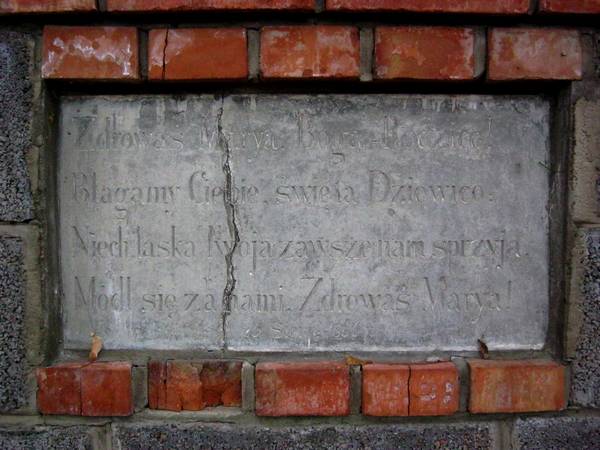 Zdrowaś Marya, Boga-Rodzico!
Błagamy Ciebie, święta Dziewico,
Niech łaska Twoja zawsze nam sprzyja,
Módl się za nami, Zdrowaś Marya!